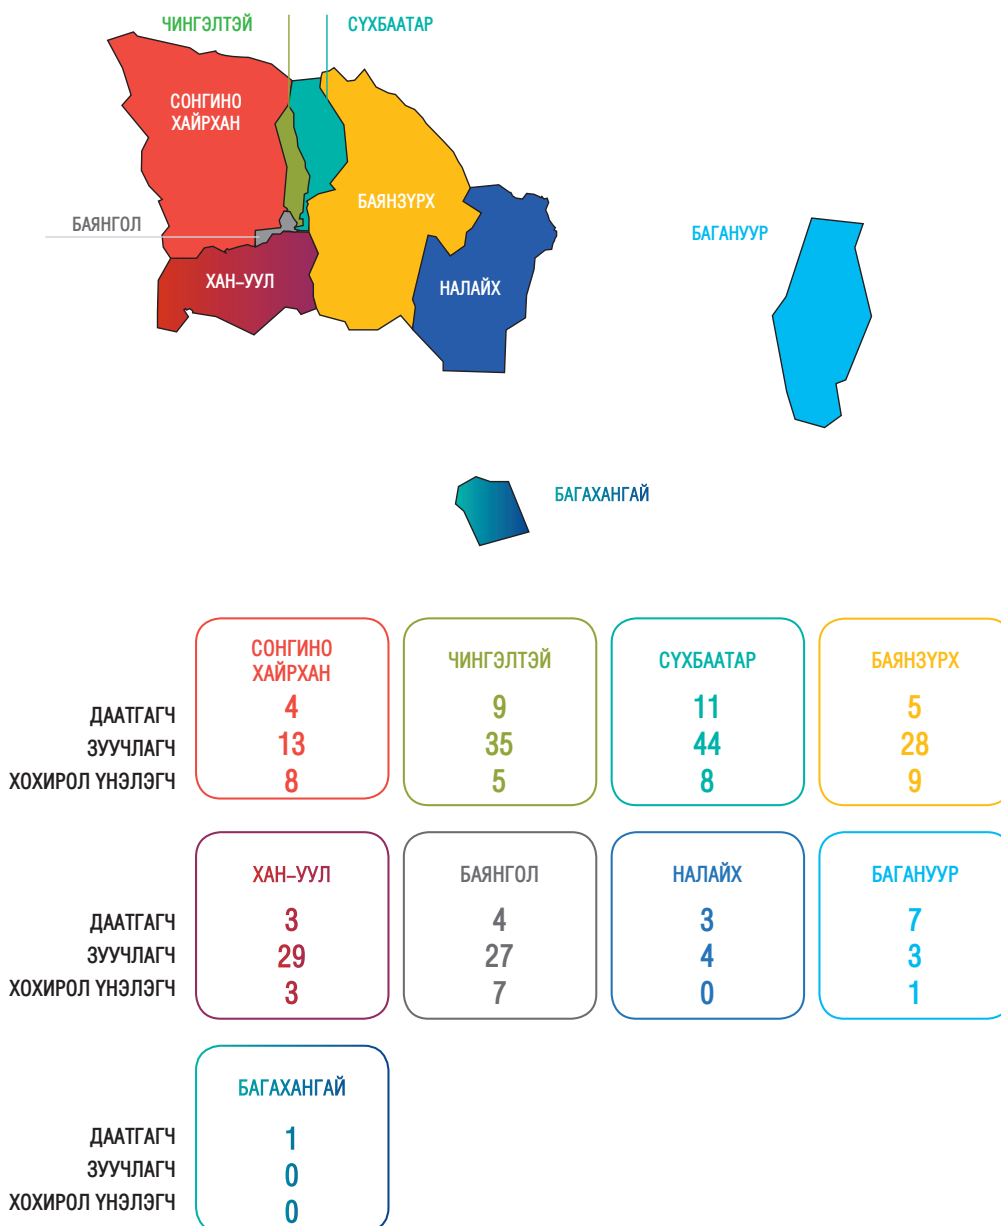 ЧИНГЭЛТЭЙ
СҮХБААТАР
СОНГИНО
ХАЙРХАН
БАЯНЗҮРХ
БАЯНГОЛ
БАГАНУУР
ХАН–УУЛ
НАЛАЙХ
БАГАХАНГАЙ
СОНГИНО
ХАЙРХАН
ЧИНГЭЛТЭЙ
СҮХБААТАР
БАЯНЗҮРХ
ДААТГАГЧ 4 9 11 5
ЗУУЧЛАГЧ 13 35 44 28
ХОХИРОЛ ҮНЭЛЭГЧ 8 5 8 9
ХАН–УУЛ БАЯНГОЛ НАЛАЙХ БАГАНУУР
ДААТГАГЧ 3 4 3 7
ЗУУЧЛАГЧ 29 27 4 3
ХОХИРОЛ ҮНЭЛЭГЧ 3 7 0 1
БАГАХАНГАЙ
ДААТГАГЧ 1
ЗУУЧЛАГЧ 0
ХОХИРОЛ ҮНЭЛЭГЧ 0